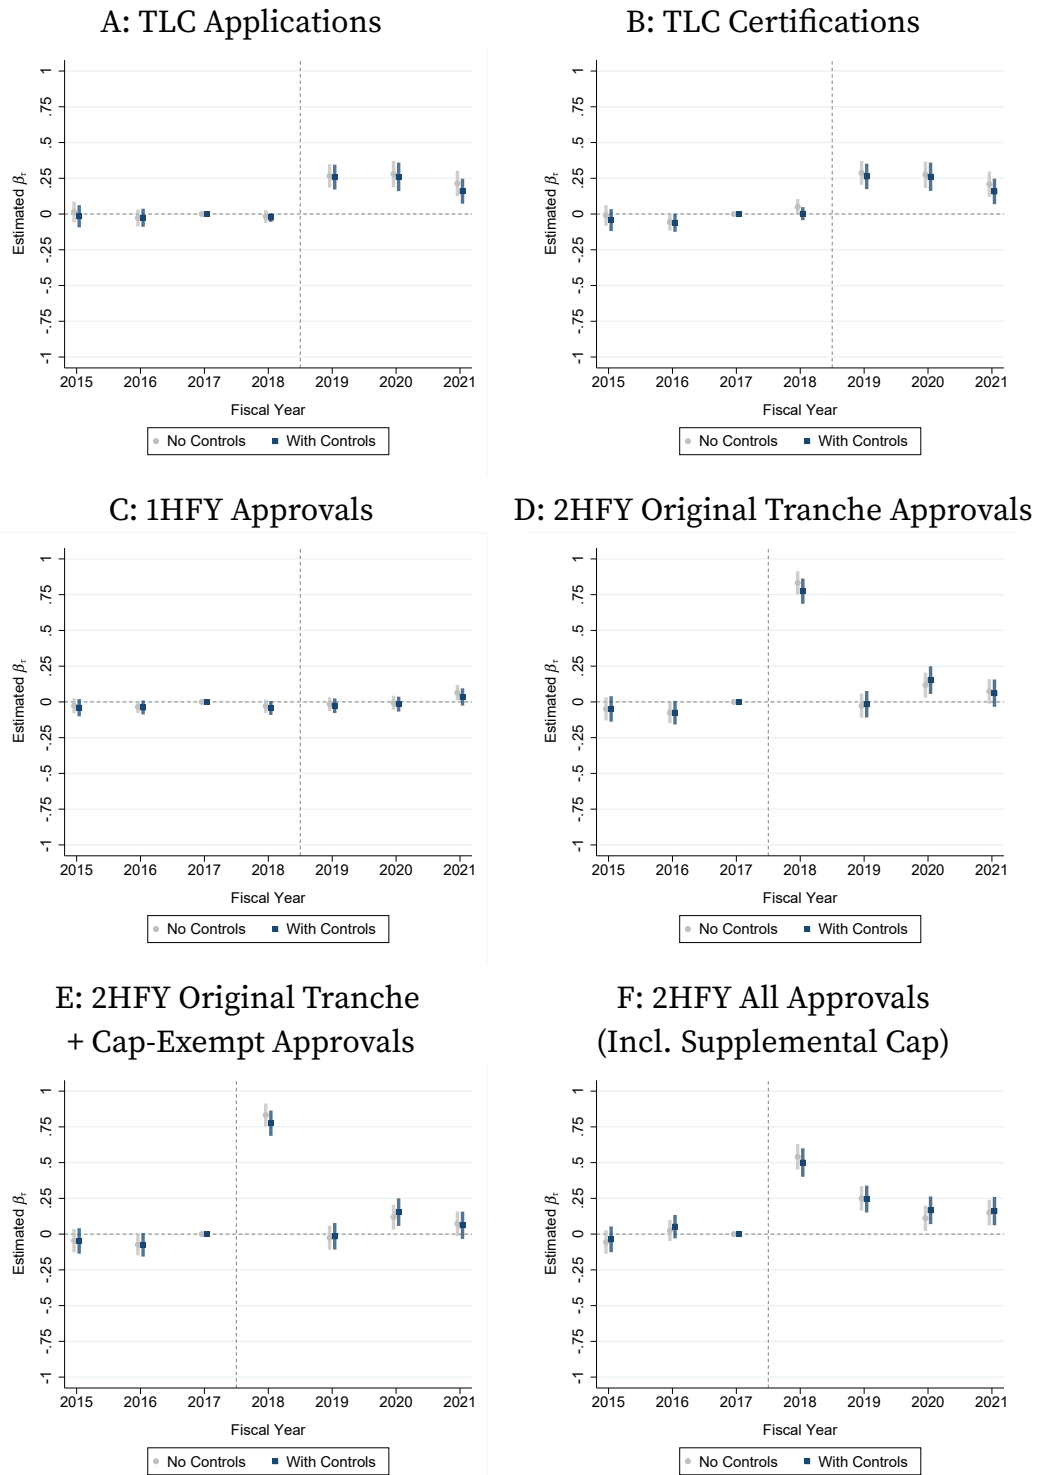 A: TLC Applications
Estimated βτ
1
.75
.5
.25
0
-.25
-.5
-.75
-1
2015 2016 2017 2018 2019 2020 2021
Fiscal Year
No Controls With Controls
B: TLC Certifications
Estimated βτ
1
.75
.5
.25
0
-.25
-.5
-.75
-1
2015 2016 2017 2018 2019 2020 2021
Fiscal Year
No Controls With Controls
C: 1HFY Approvals
Estimated βτ
1
.75
.5
.25
0
-.25
-.5
-.75
-1
2015 2016 2017 2018 2019 2020 2021
Fiscal Year
No Controls With Controls
D: 2HFY Original Tranche Approvals
Estimated βτ
1
.75
.5
.25
0
-.25
-.5
-.75
-1
2015 2016 2017 2018 2019 2020 2021
Fiscal Year
No Controls With Controls
E: 2HFY Original Tranche
+ Cap-Exempt Approvals
Estimated βτ
1
.75
.5
.25
0
-.25
-.5
-.75
-1
2015 2016 2017 2018 2019 2020 2021
Fiscal Year
No Controls With Controls
F: 2HFY All Approvals
(Incl. Supplemental Cap)
Estimated βτ
1
.75
.5
.25
0
-.25
-.5
-.75
-1
2015 2016 2017 2018 2019 2020 2021
Fiscal Year
No Controls With Controls